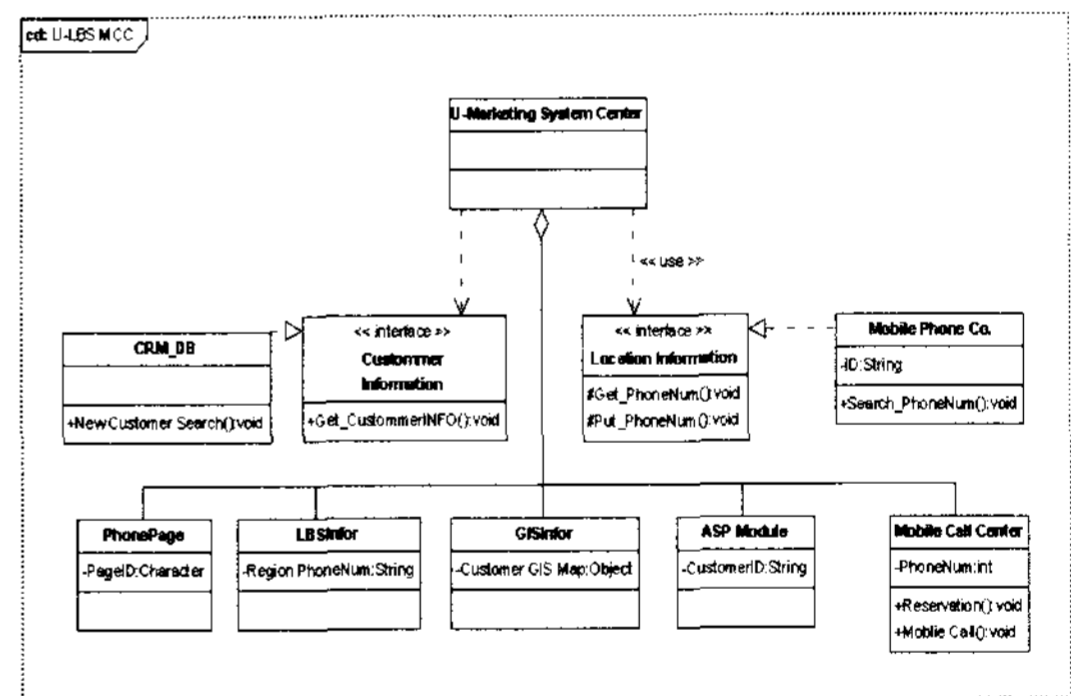 cd: U-LBS MCC
U-Marketing System Center
<< use >>
<< interface >>
Custommer
Information
+Get_CustommerINFO():void
<< interface >>
Location Information
#Get_PhoneNum():void
#Put_PhoneNum():void
CRM_DB
+NewCustomer Search():void
Mobile Phone Co.
-ID:String
+Search_PhoneNum():void
PhonePage
-PageID:Character
LBSInfor
-Region PhoneNum:String
GISInfor
-Customer GIS Map:Object
ASP Module
-CustomerID:String
Mobile Call Center
-PhoneNum:int
+Reservation():void
+Moblie Call():void